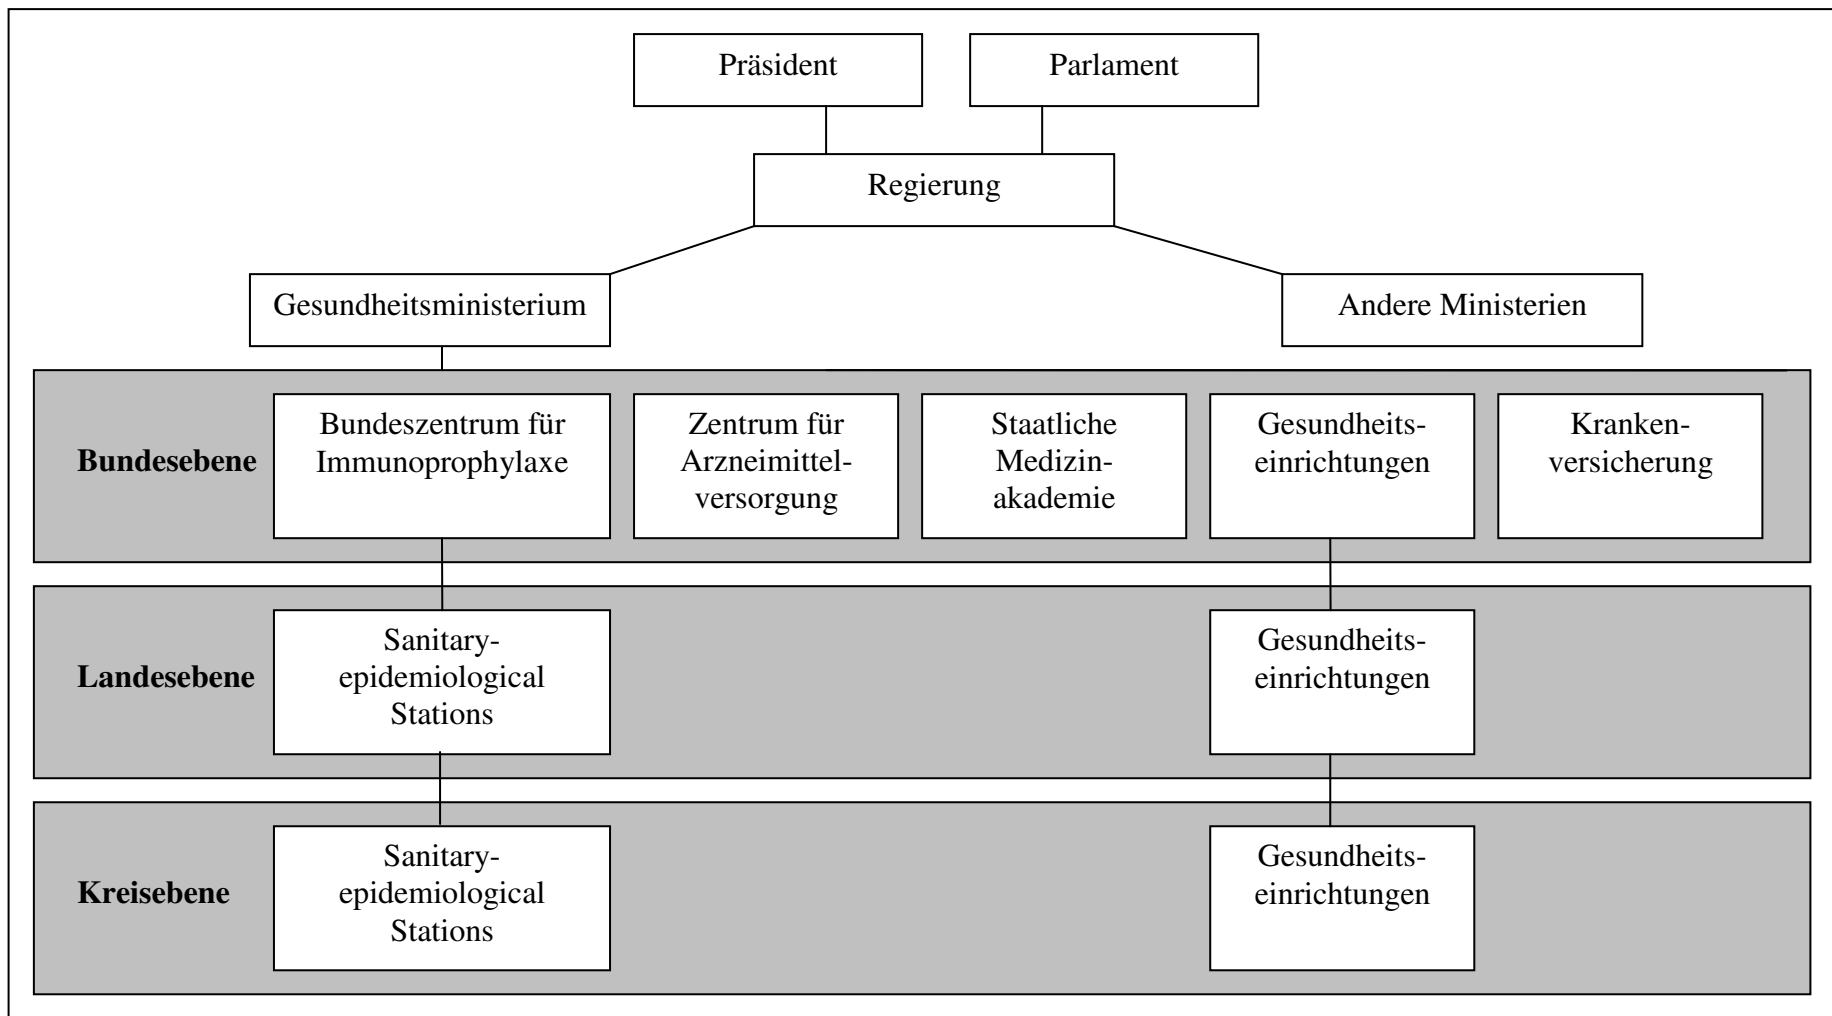 Präsident
Parlament
Regierung
Gesundheitsministerium
Andere Ministerien
Bundesebene
Bundeszentrum für
Immunoprophylaxe
Zentrum für
Arzneimittel-
versorgung
Staatliche
Medizin-
akademie
Gesundheits-
einrichtungen
Kranken-
versicherung
Landesebene
Sanitary-
epidemiological
Stations
Gesundheits-
einrichtungen
Kreisebene
Sanitary-
epidemiological
Stations
Gesundheits-
einrichtungen